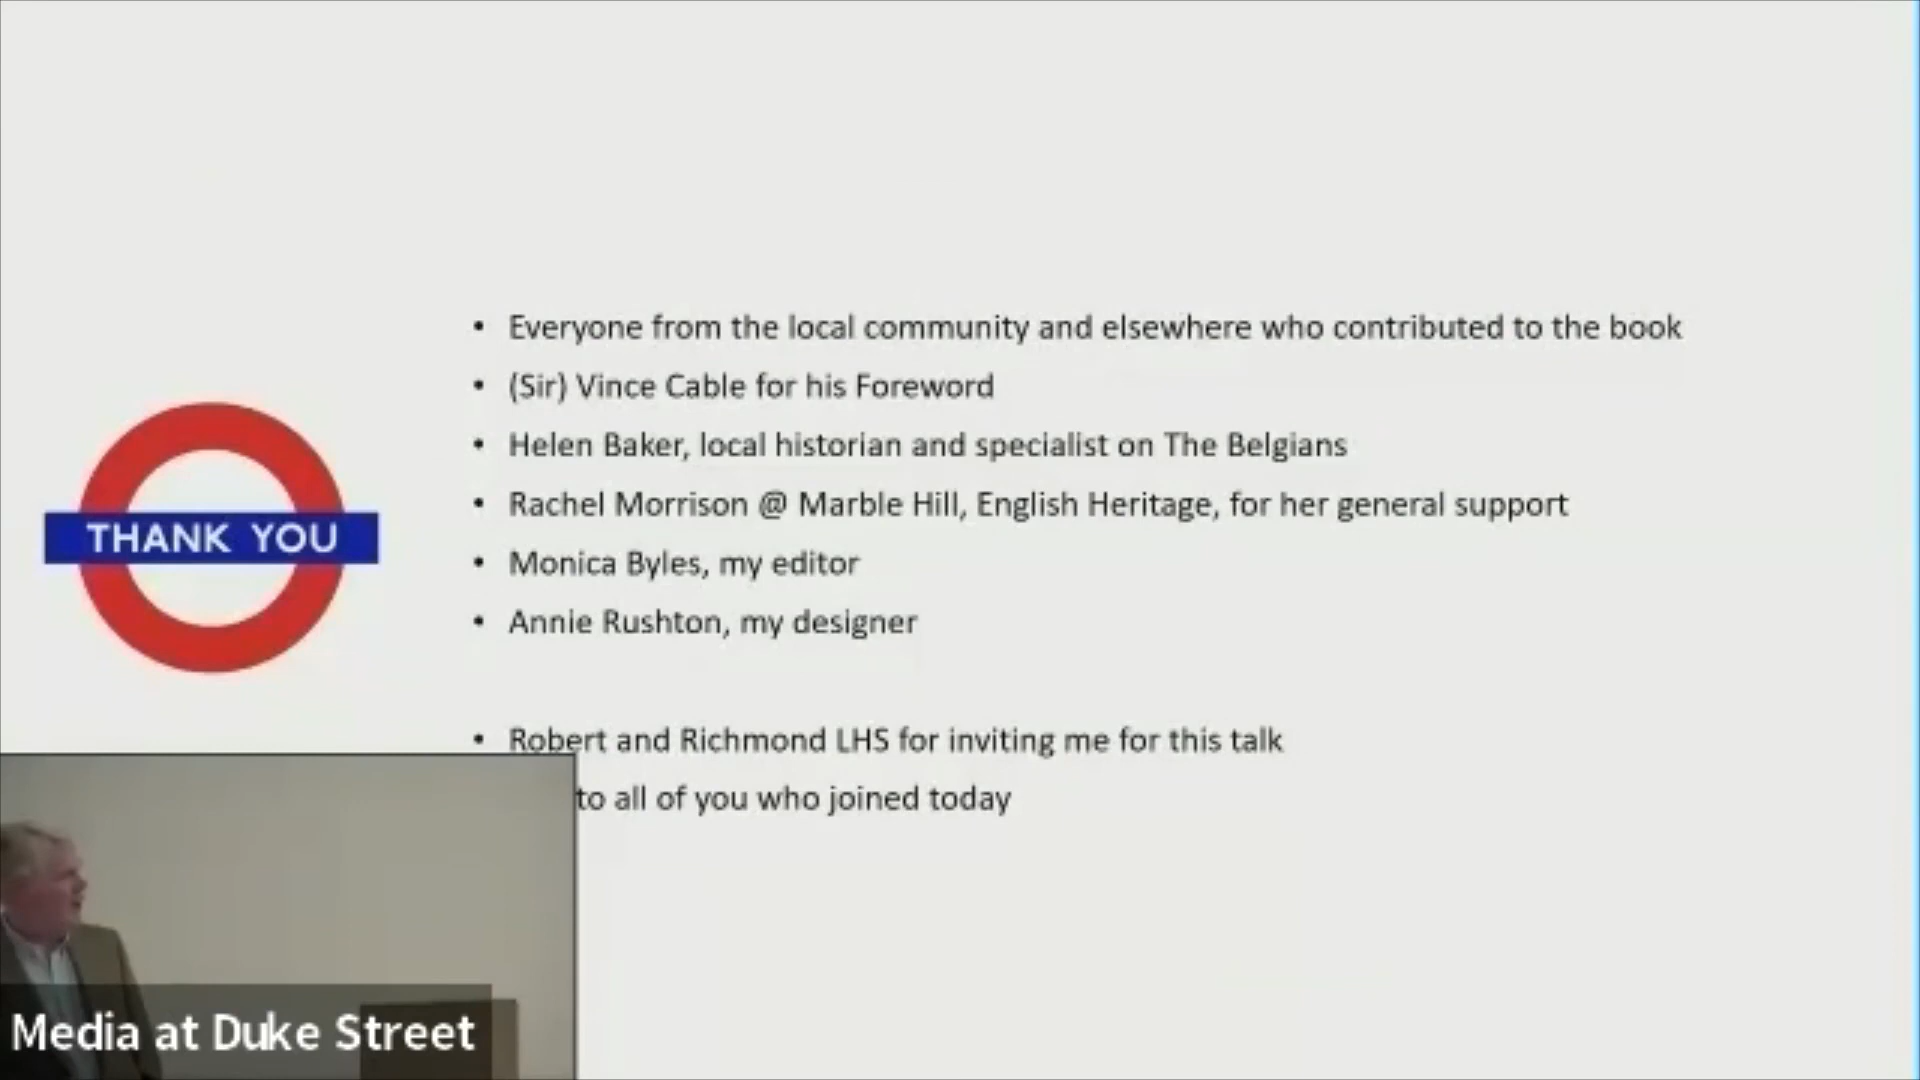 • Everyone from the local community and elsewhere who contributed to the book
• (Sir) Vince Cable for his Foreword
• Helen Baker, local historian and specialist on The Belgians
• Rachel Morrison @ Marble Hill, English Heritage, for her general support
THANK YOU
• Monica Byles, my editor
• Annie Rushton, my designer
• Robert and Richmond LHS for inviting me for this talk
to all of you who joined today
Media at Duke Street